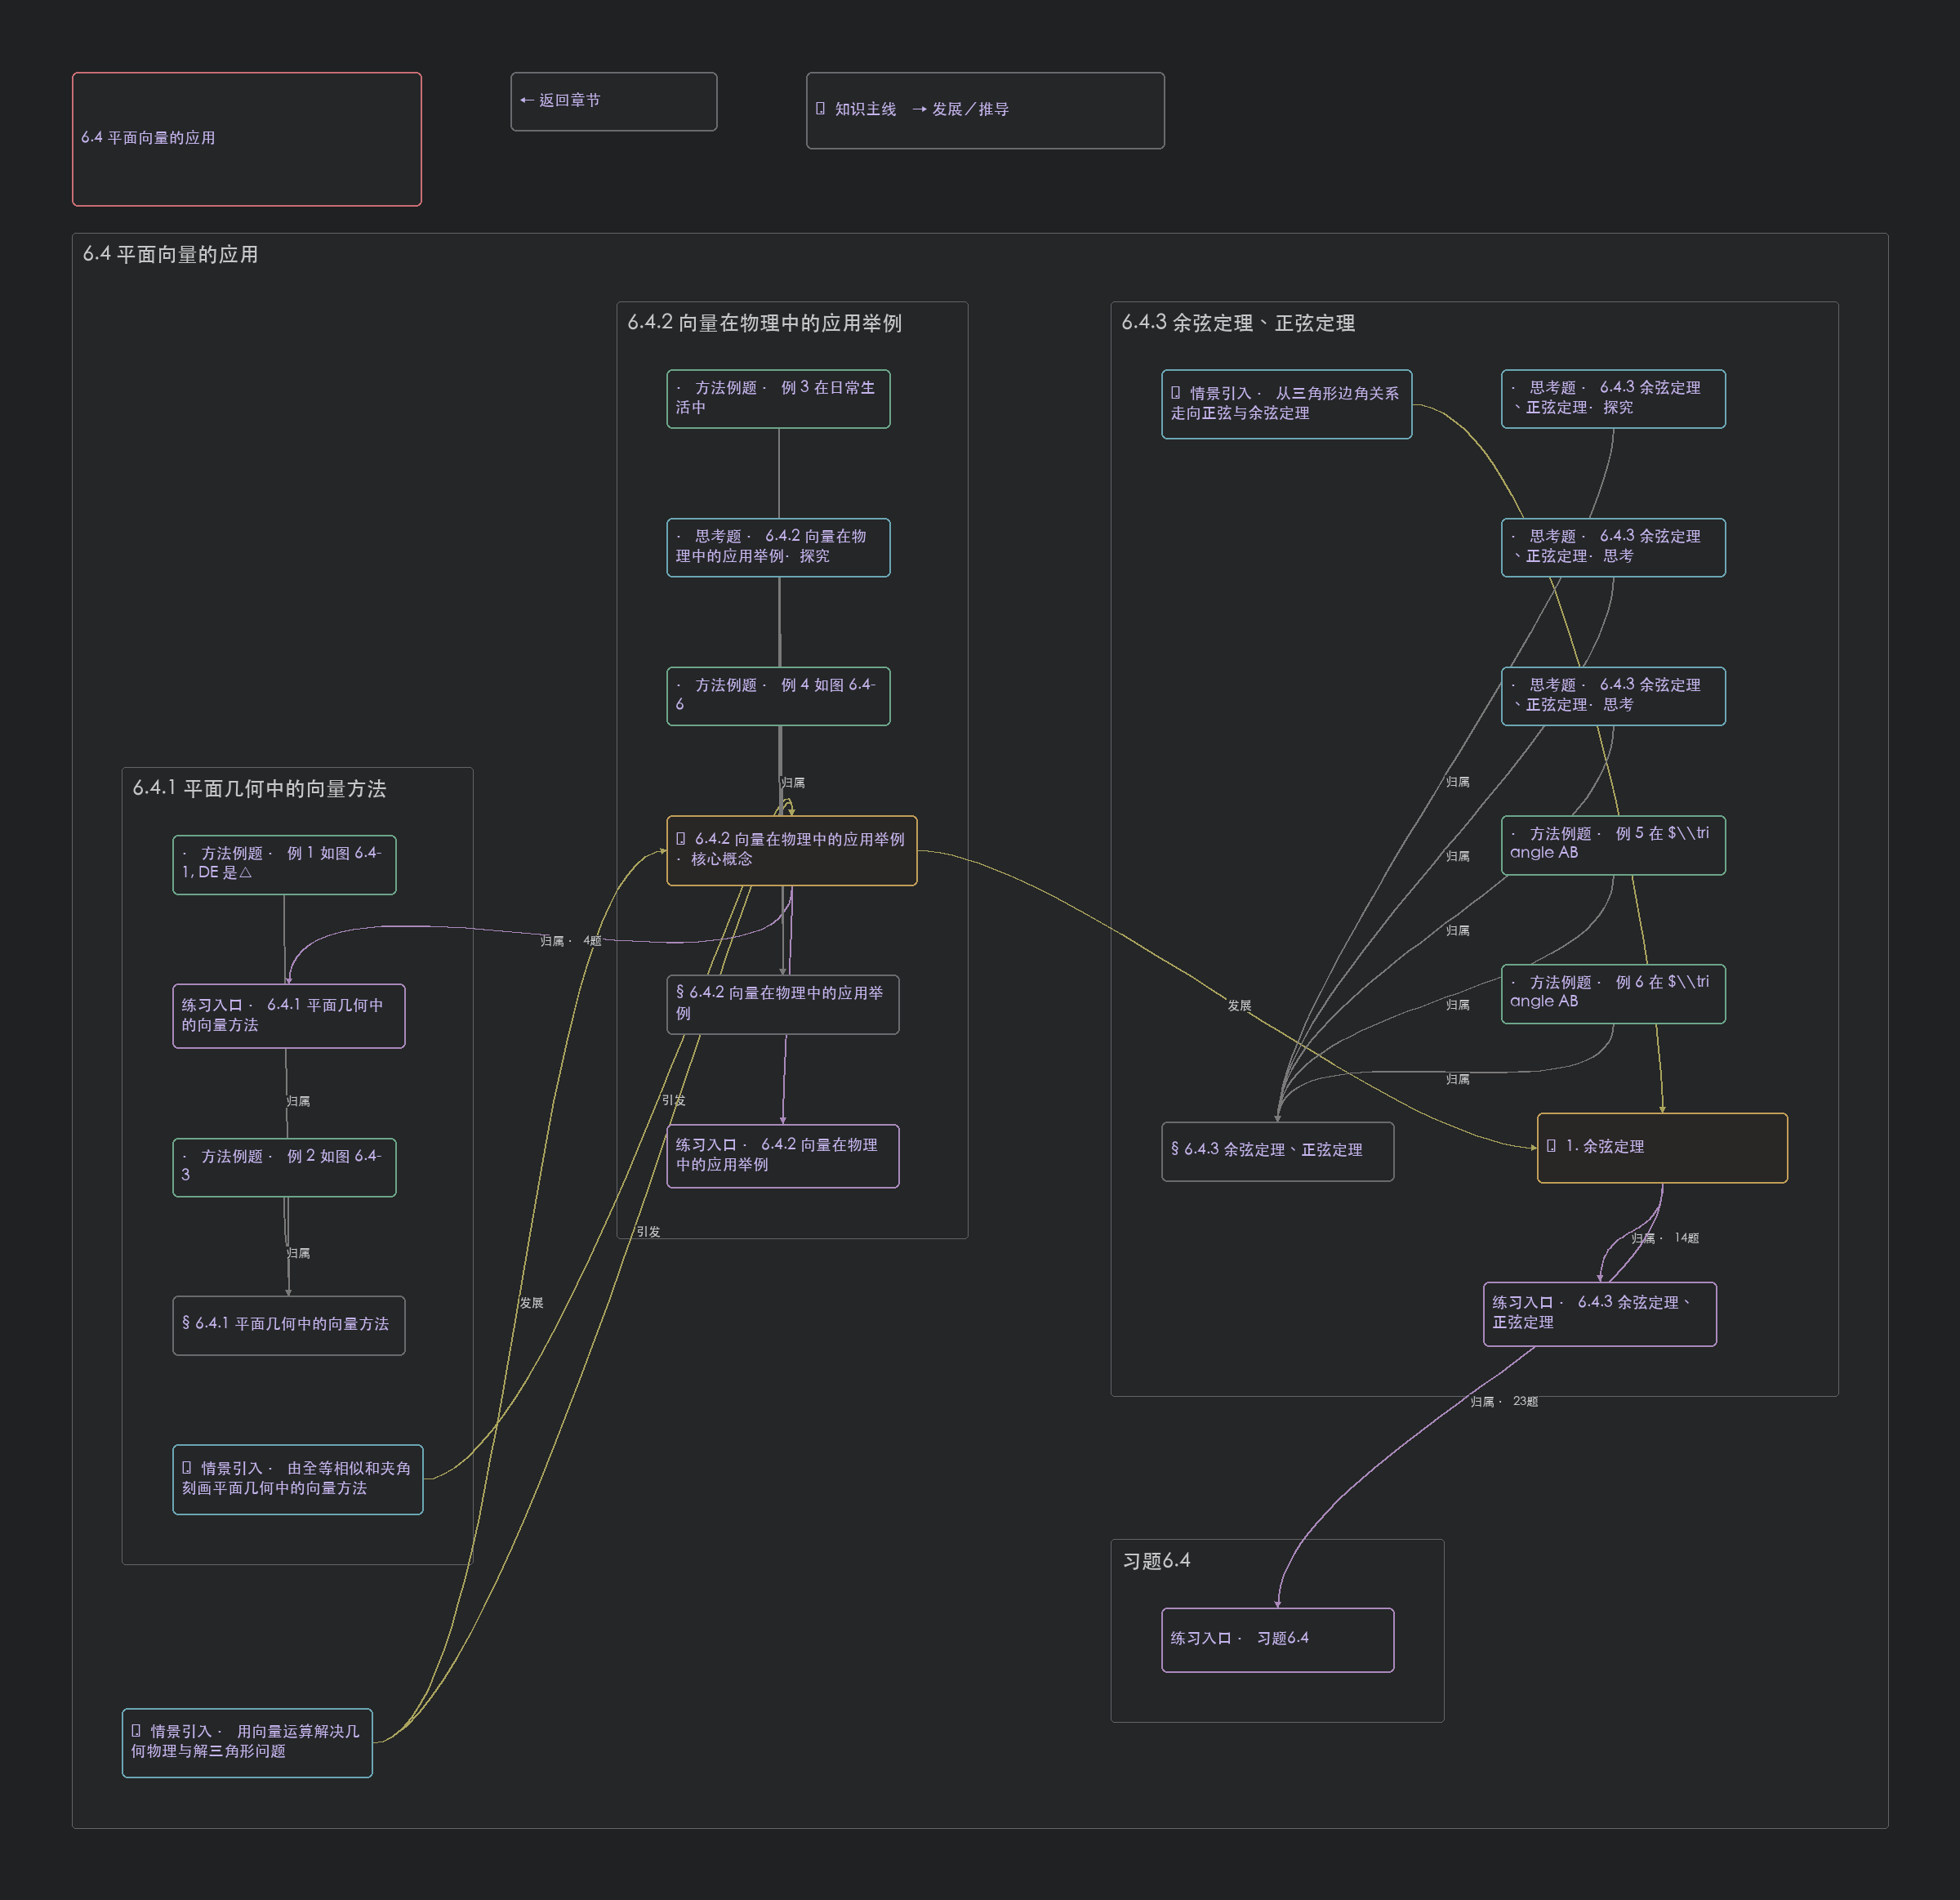 6.4 平面向量的应用
← 返回章节
知识主线 → 发展／推导
6.4 平面向量的应用
6.4.1 平面几何中的向量方法
· 方法例题 · 例 1 如图 6.4-
1, DE 是△
练习入口 · 6.4.1 平面几何中
的向量方法
归属
· 方法例题 · 例 2 如图 6.4-
3
归属
§ 6.4.1 平面几何中的向量方法
情景引入 · 由全等相似和夹角
刻画平面几何中的向量方法
情景引入 · 用向量运算解决几
何物理与解三角形问题
归属 · 4题
发展
引发
引发
6.4.2 向量在物理中的应用举例
· 方法例题 · 例 3 在日常生
活中
· 思考题 · 6.4.2 向量在物
理中的应用举例· 探究
· 方法例题 · 例 4 如图 6.4-
6
归属
6.4.2 向量在物理中的应用举例
· 核心概念
§ 6.4.2 向量在物理中的应用举
例
练习入口 · 6.4.2 向量在物理
中的应用举例
发展
6.4.3 余弦定理、正弦定理
情景引入 · 从三角形边角关系
走向正弦与余弦定理
· 思考题 · 6.4.3 余弦定理
、正弦定理· 探究
· 思考题 · 6.4.3 余弦定理
、正弦定理· 思考
· 思考题 · 6.4.3 余弦定理
、正弦定理· 思考
归属
· 方法例题 · 例 5 在 $\\tri
angle AB
归属
归属
· 方法例题 · 例 6 在 $\\tri
angle AB
归属
归属
§ 6.4.3 余弦定理、正弦定理
1. 余弦定理
归属 · 14题
练习入口 · 6.4.3 余弦定理、
正弦定理
归属 · 23题
习题6.4
练习入口 · 习题6.4